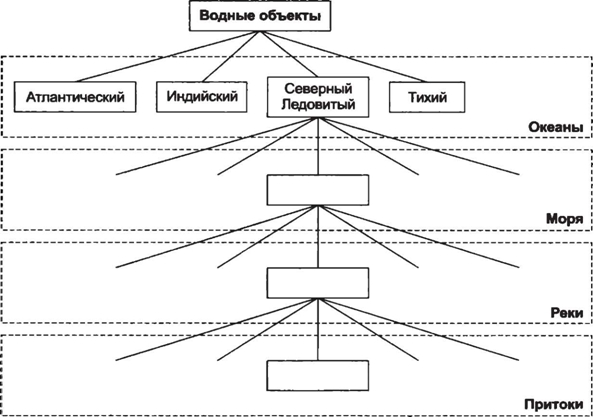 Водные объекты
Атлантический
Индийский
Северный
Ледовитый
Тихий
Океаны
Моря
Реки
Притоки